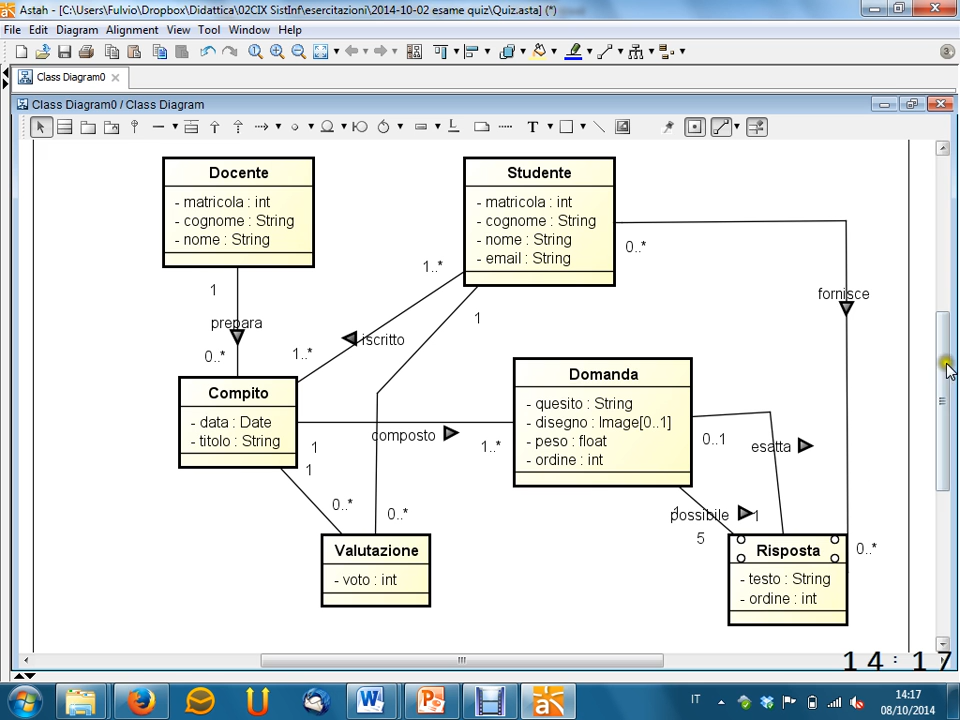 Astah - [C:\Users\Fulvio\Dropbox\Didattica\02CIX SistInf\esercitazioni\2014-10-02 esame quiz\Quiz.asta] (*)
File Edit Diagram Alignment View Tool Window Help
Class Diagram0
Class Diagram0 / Class Diagram
T
Docente
- matricola : int
- cognome : String
- nome : String
Studente
- matricola : int
- cognome : String
- nome : String
- email : String
0..*
1..*
1
fornisce
1
prepara
iscritto
0..*
1..*
Compito
- data : Date
- titolo : String
Domanda
- quesito : String
- disegno : Image[0..1]
- peso : float
- ordine : int
1
composto
1..*
0..1
esatta
1
0..*
0..*
1
possibile
1
5
0..*
Valutazione
- voto : int
Risposta
- testo : String
- ordine : int
14:17
IT
14:17
08/10/2014